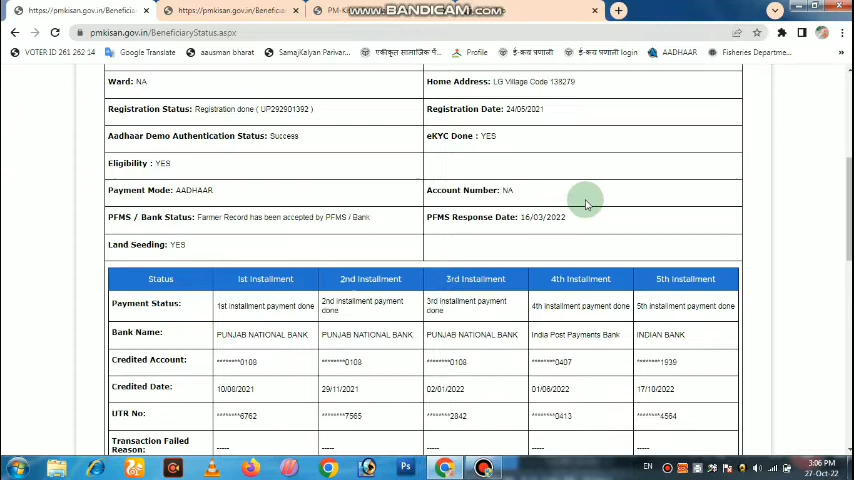 https://pmkisan.gov.in/Beneficia
https://pmkisan.gov.in/Beneficia
PM-Ki
www.BANDICAM.com
pmkisan.gov.in/BeneficiaryStatus.aspx
VOTER ID 261 262 14
Google Translate
aausman bharat
SamajKalyan Parivar...
एकीकृत सामाजिक पें...
Profile
ई-कय प्रणाली
ई-कय प्रणाली login
AADHAAR
Fisheries Departme...
Ward: NA
Home Address: LG Village Code 138279
Registration Status: Registration done ( UP292901392 )
Registration Date: 24/05/2021
Aadhaar Demo Authentication Status: Success
eKYC Done : YES
Eligibility : YES
Payment Mode: AADHAAR
Account Number: NA
PFMS / Bank Status: Farmer Record has been accepted by PFMS / Bank
PFMS Response Date: 16/03/2022
Land Seeding: YES
Status 1st Installment 2nd Installment 3rd Installment 4th Installment 5th Installment
Payment Status: 1st installment payment done 2nd installment payment done 3rd installment payment done 4th installment payment done 5th installment payment done
Bank Name: PUNJAB NATIONAL BANK PUNJAB NATIONAL BANK PUNJAB NATIONAL BANK India Post Payments Bank INDIAN BANK
Credited Account: ********0108 ********0108 ********0108 ********0407 ********1939
Credited Date: 10/08/2021 29/11/2021 02/01/2022 01/06/2022 17/10/2022
UTR No: ********6762 ********7565 ********2842 ********0413 ********4564
Transaction Failed Reason: ----- ----- ----- ----- -----
Ps
EN
3:06 PM
27-Oct-22